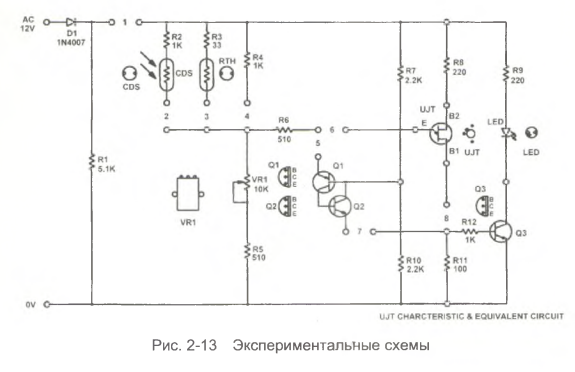 AC
12V
D1
1N4007
1
R2
1K
R3
33
R4
1K
CDS
CDS
RTH
2
3
4
R1
5.1K
R6
510
5
6
R7
2.2K
R8
220
R9
220
UJT
E
B2
B1
UJT
LED
LED
VR1
VR1
10K
Q1
B
C
E
Q2
B
C
E
Q1
Q2
7
8
Q3
B
C
E
R12
1K
Q3
R5
510
R10
2.2K
R11
100
0V
UJT CHARCTERISTIC & EQUIVALENT CIRCUIT
Рис. 2-13 Экспериментальные схемы